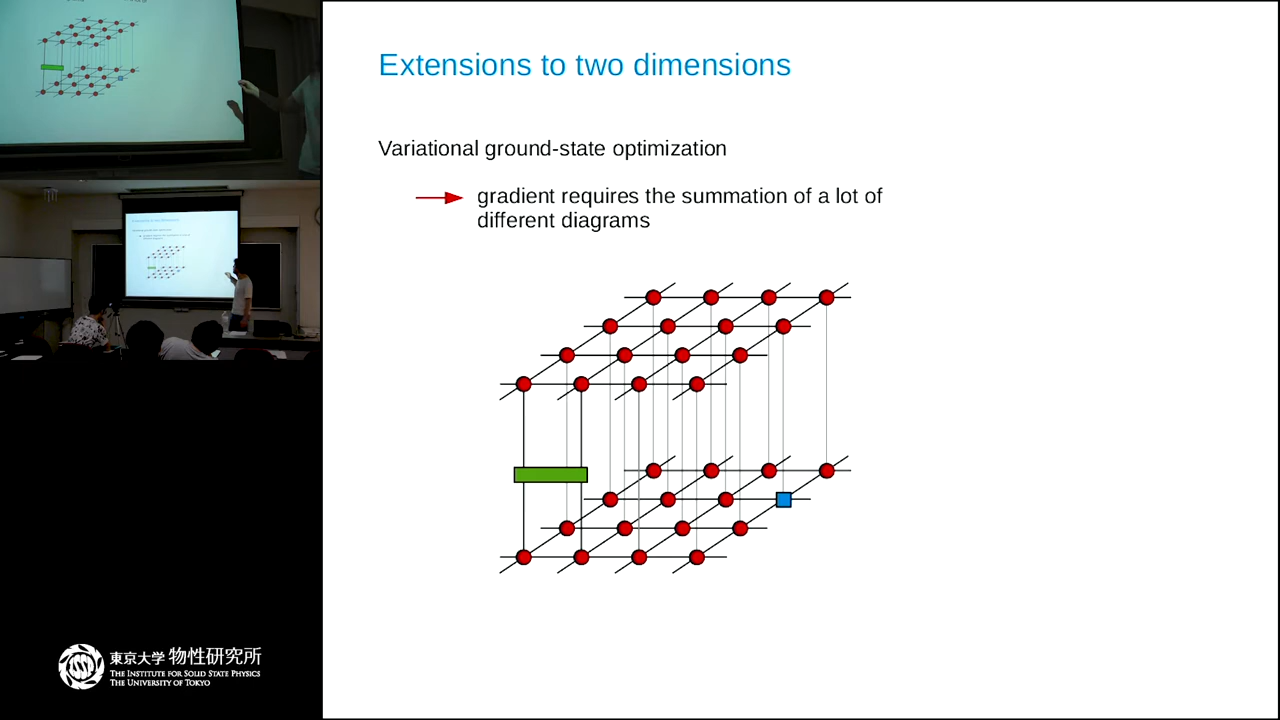 Extensions to two dimensions
Variational ground-state optimization
gradient requires the summation of a lot of
different diagrams
東京大学 物性研究所
THE INSTITUTE FOR SOLID STATE PHYSICS
THE UNIVERSITY OF TOKYO